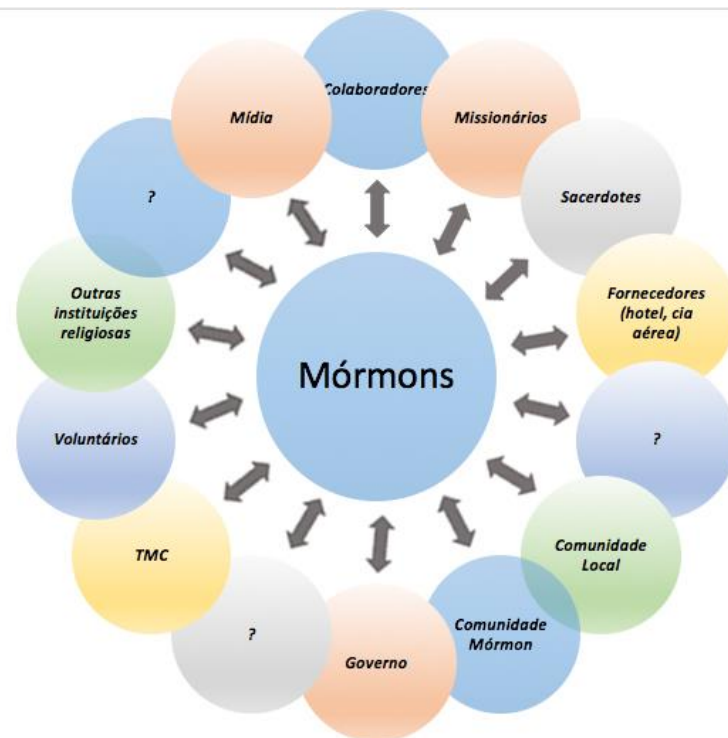 Colaboradores
Missionários
Sacerdotes
Fornecedores
(hotel, cia
aérea)
?
Comunidade
Local
Comunidade
Mórmon
Governo
?
TMC
Voluntários
Outras
instituições
religiosas
?
Mídia
Mórmons